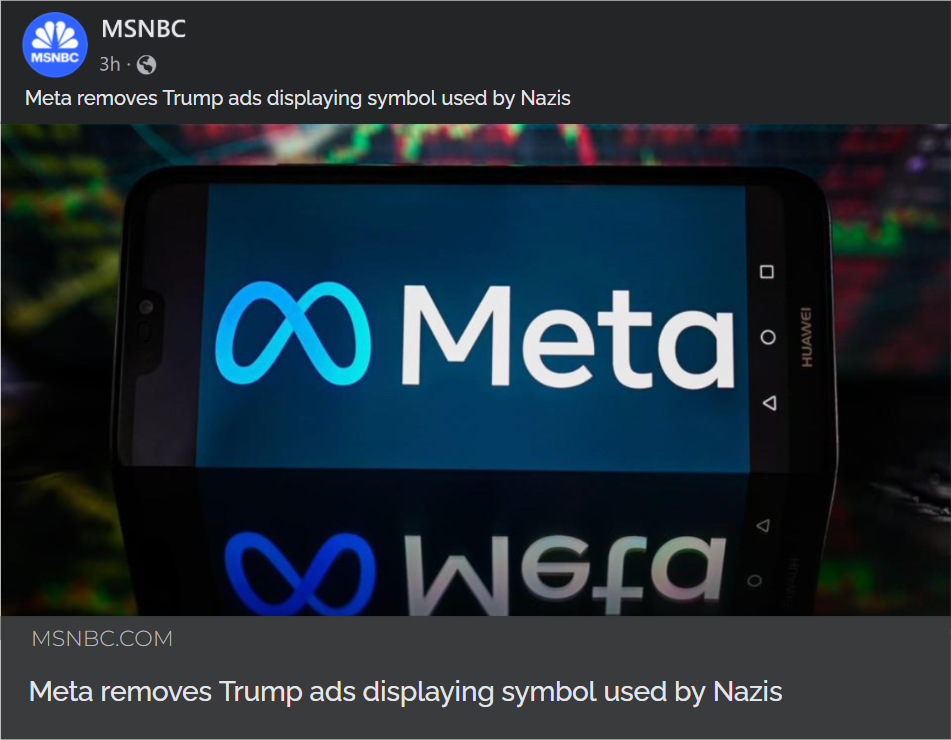 MSNBC
MSNBC
3h ·
Meta removes Trump ads displaying symbol used by Nazis
Meta
HUAWEI
Meta
MSNBC.COM
Meta removes Trump ads displaying symbol used by Nazis